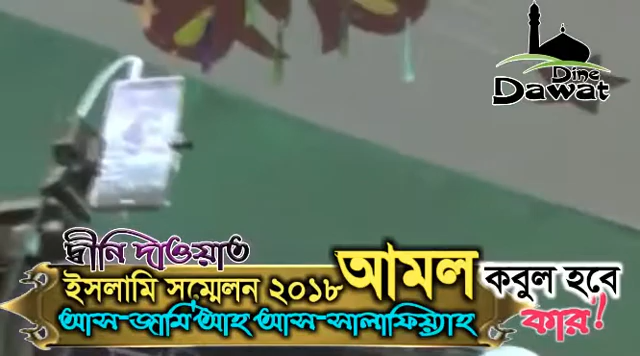 Dine
Dawat
দ্বীনি দাওয়াত
ইসলামি সম্মেলন ২০১৮
আস-জামি'আহ আস-সালাফিয়্যাহ
আমল কবুল হবে
কার!